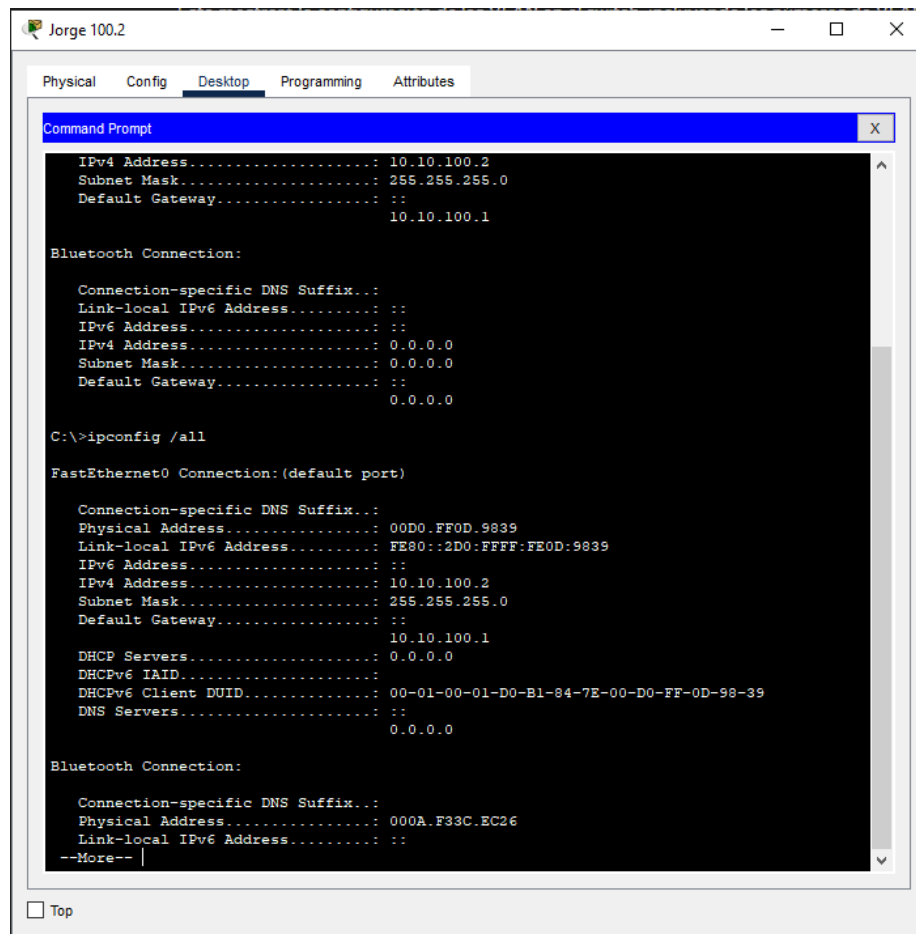 Jorge 100.2
Physical Config Desktop Programming Attributes
Command Prompt X
IPv4 Address....................: 10.10.100.2
Subnet Mask.....................: 255.255.255.0
Default Gateway.................: ::
10.10.100.1
Bluetooth Connection:
Connection-specific DNS Suffix..:
Link-local IPv6 Address.........: ::
IPv6 Address....................: ::
IPv4 Address....................: 0.0.0.0
Subnet Mask.....................: 0.0.0.0
Default Gateway.................: ::
0.0.0.0
C:\>ipconfig /all
FastEthernet0 Connection:(default port)
Connection-specific DNS Suffix..:
Physical Address................: 00D0.FF0D.9839
Link-local IPv6 Address.........: FE80::2D0:FFFF:FE0D:9839
IPv6 Address....................: ::
IPv4 Address....................: 10.10.100.2
Subnet Mask.....................: 255.255.255.0
Default Gateway.................: ::
10.10.100.1
DHCP Servers....................: 0.0.0.0
DHCPv6 IAID.....................:
DHCPv6 Client DUID..............: 00-01-00-01-D0-B1-84-7E-00-D0-FF-0D-98-39
DNS Servers.....................: ::
0.0.0.0
Bluetooth Connection:
Connection-specific DNS Suffix..:
Physical Address................: 000A.F33C.EC26
Link-local IPv6 Address.........: ::
--More--
Top